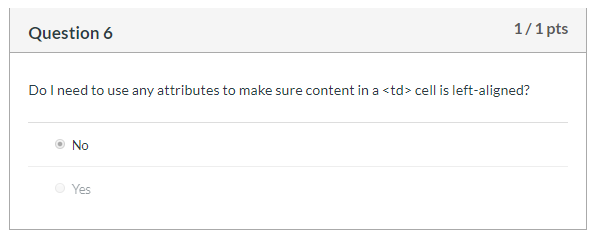 Question 6
1 / 1 pts
Do I need to use any attributes to make sure content in a <td> cell is left-aligned?
No
Yes